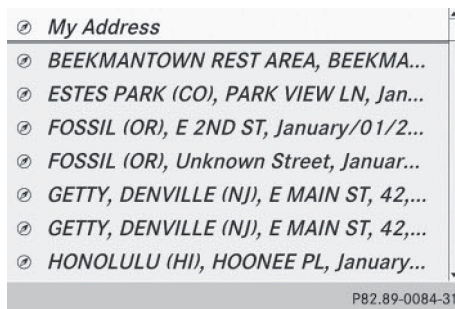 My Address
BEEKMANTOWN REST AREA, BEEKMA...
ESTES PARK (CO), PARK VIEW LN, Jan...
FOSSIL (OR), E 2ND ST, January/01/2...
FOSSIL (OR), Unknown Street, Januar...
GETTY, DENVILLE (NJ), E MAIN ST, 42,...
GETTY, DENVILLE (NJ), E MAIN ST, 42,...
HONOLULU (HI), HOONEE PL, January...
P82.89-0084-31